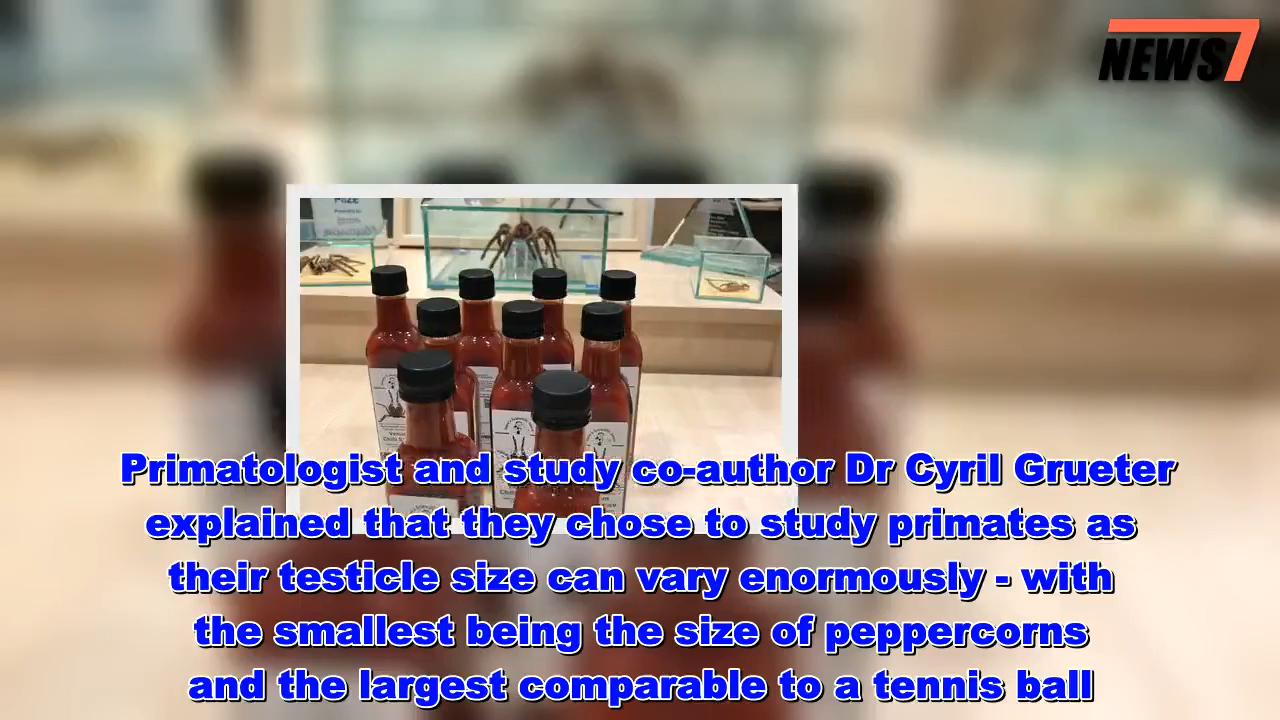 NEWS7
PRIZE
Primatologist and study co-author Dr Cyril Grueter
explained that they chose to study primates as
their testicle size can vary enormously - with
the smallest being the size of peppercorns
and the largest comparable to a tennis ball